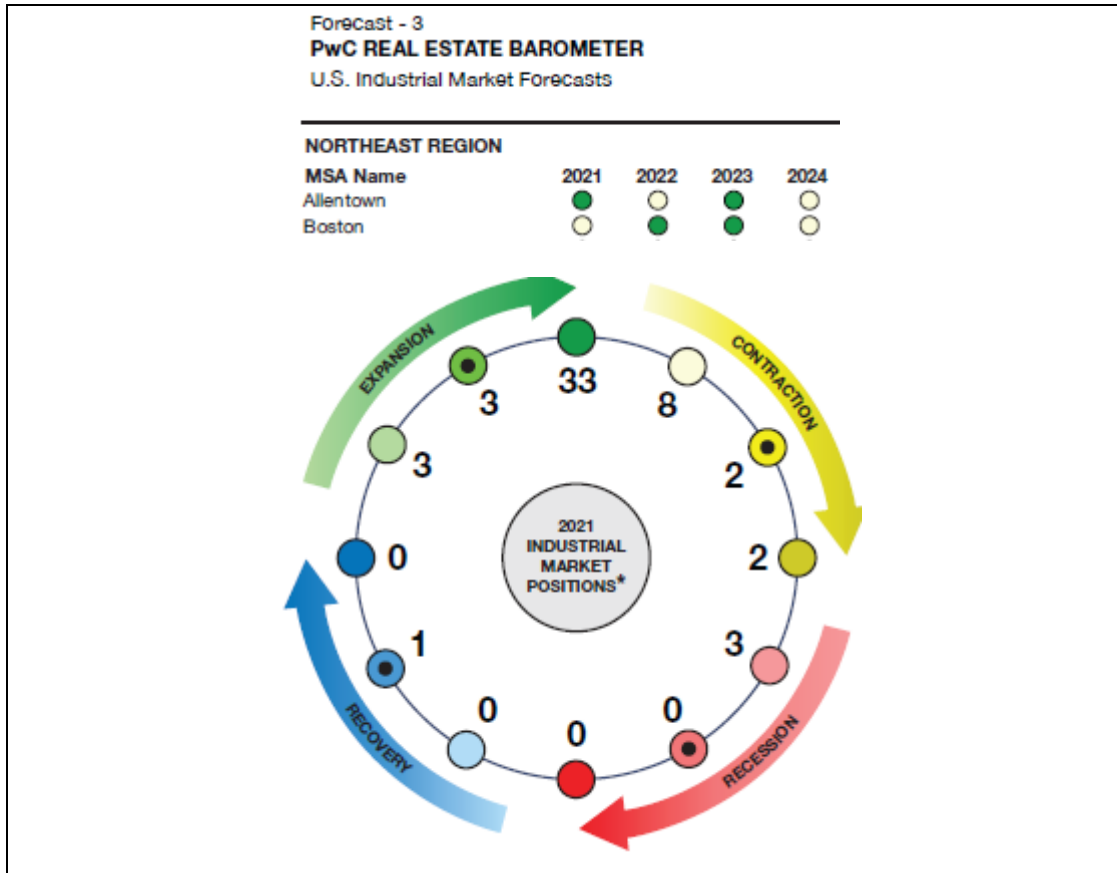 Forecast - 3
PwC REAL ESTATE BAROMETER
U.S. Industrial Market Forecasts
NORTHEAST REGION
MSA Name 2021 2022 2023 2024
Allentown
Boston
EXPANSION
CONTRACTION
33
3
8
3
2
0
2021
INDUSTRIAL
MARKET
POSITIONS*
2
1
3
0
0
0
RECOVERY
RECESSION